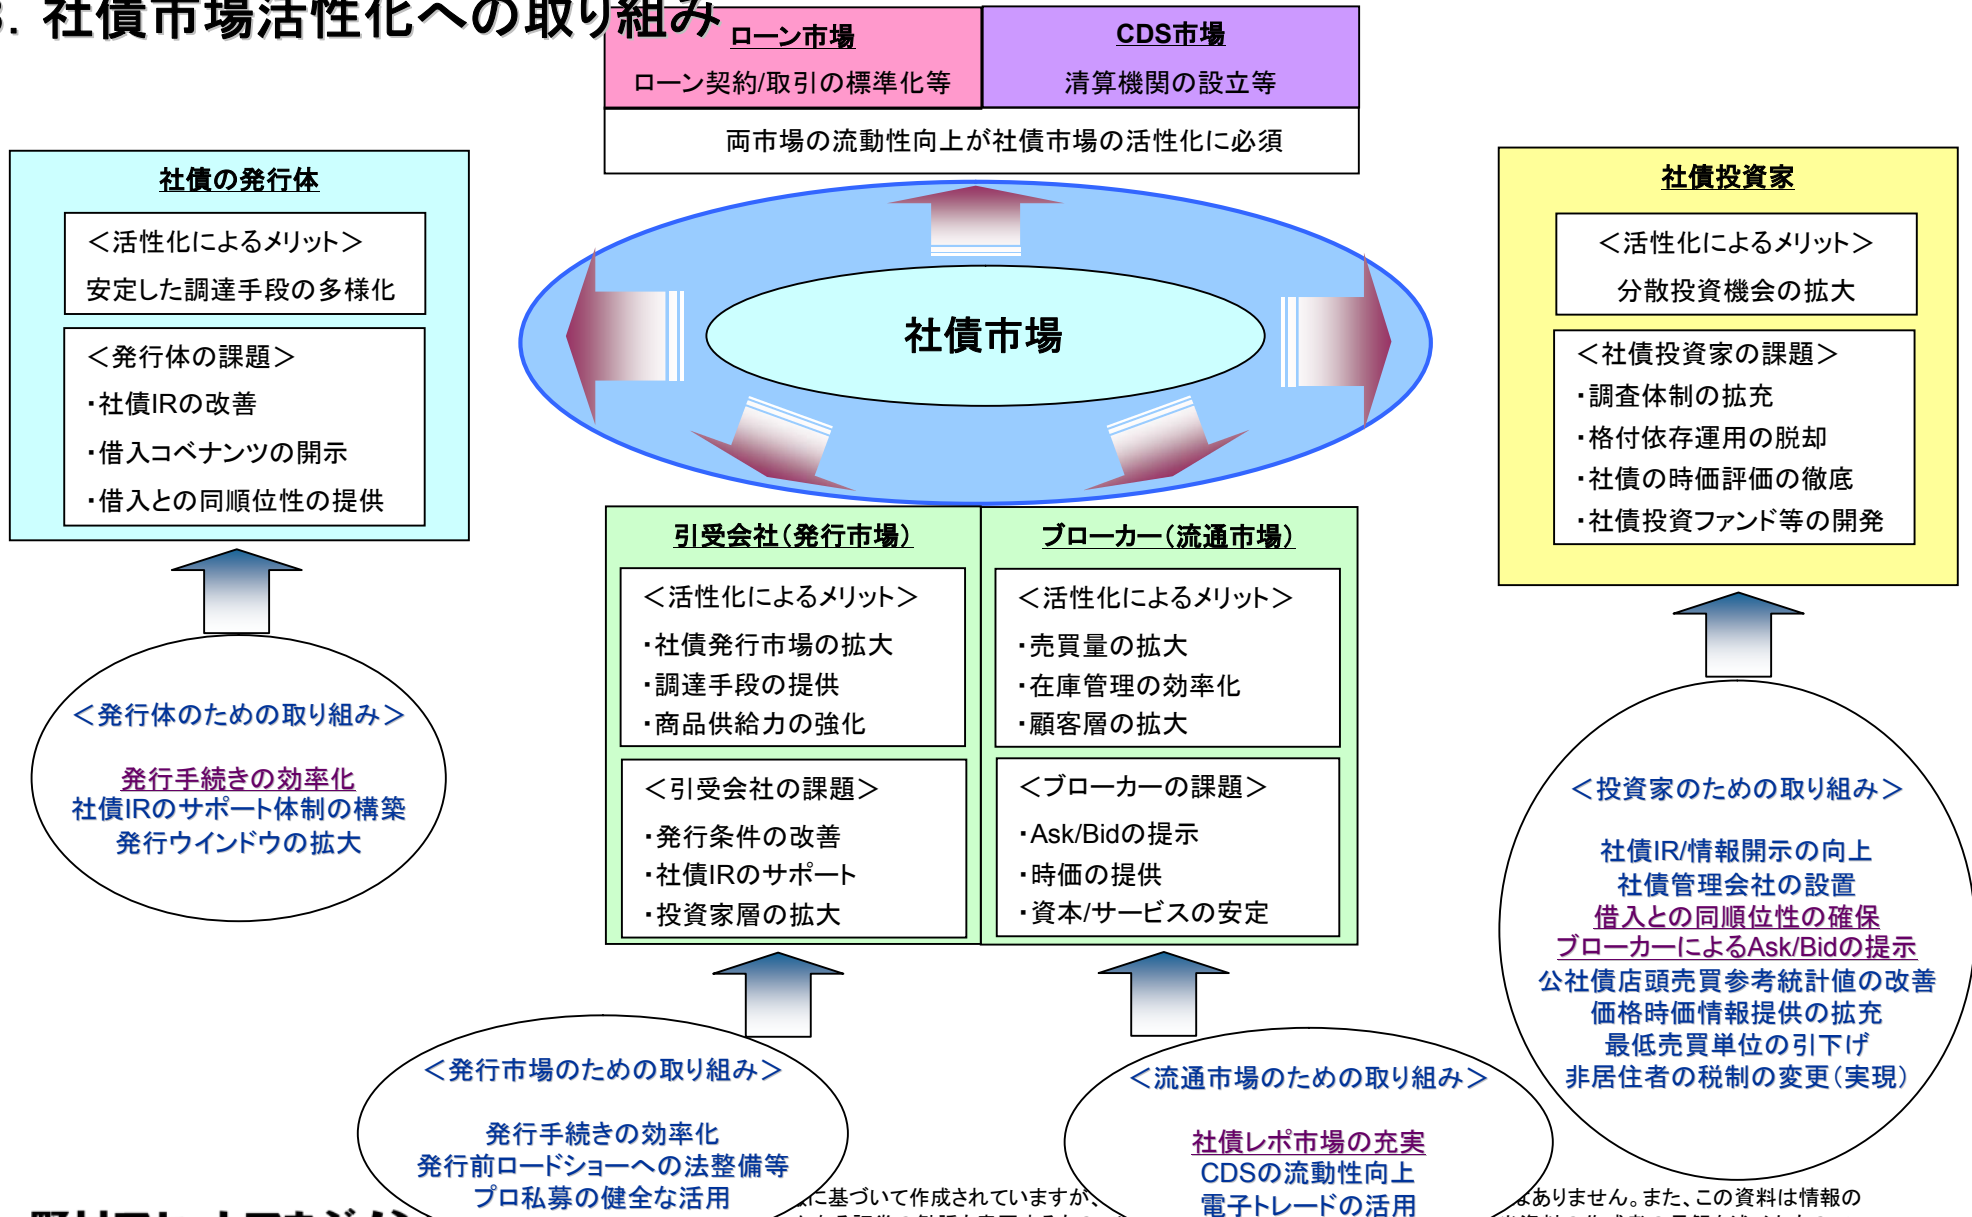 3．社債市場活性化への取り組み
ローン市場
ローン契約/取引の標準化等
CDS市場
清算機関の設立等
両市場の流動性向上が社債市場の活性化に必須
社債の発行体
＜活性化によるメリット＞
安定した調達手段の多様化
＜発行体の課題＞
・社債IRの改善
・借入コベナンツの開示
・借入との同順位性の提供
社債市場
社債投資家
＜活性化によるメリット＞
分散投資機会の拡大
＜社債投資家の課題＞
・調査体制の拡充
・格付依存運用の脱却
・社債の時価評価の徹底
・社債投資ファンド等の開発
引受会社（発行市場）
＜活性化によるメリット＞
・社債発行市場の拡大
・調達手段の提供
・商品供給力の強化
＜引受会社の課題＞
・発行条件の改善
・社債IRのサポート
・投資家層の拡大
ブローカー（流通市場）
＜活性化によるメリット＞
・売買量の拡大
・在庫管理の効率化
・顧客層の拡大
＜ブローカーの課題＞
・Ask/Bidの提示
・時価の提供
・資本/サービスの安定
＜発行体のための取り組み＞
発行手続きの効率化
社債IRのサポート体制の構築
発行ウインドウの拡大
＜投資家のための取り組み＞
社債IR/情報開示の向上
社債管理会社の設置
借入との同順位性の確保
ブローカーによるAsk/Bidの提示
公社債店頭売買参考統計値の改善
価格時価情報提供の拡充
最低売買単位の引下げ
非居住者の税制の変更（実現）
＜発行市場のための取り組み＞
発行手続きの効率化
発行前ロードショーへの法整備等
プロ私募の健全な活用
＜流通市場のための取り組み＞
社債レポ市場の充実
CDSの流動性向上
電子トレードの活用
に基づいて作成されていますが、
はありません。また、この資料は情報の